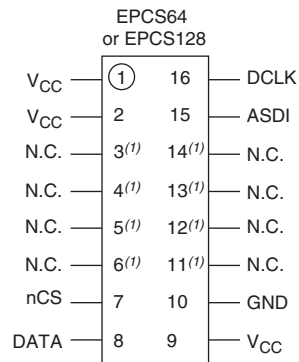 EPCS64
or EPCS128
VCC 1 16 DCLK
VCC 2 15 ASDI
N.C. 3(1) 14(1) N.C.
N.C. 4(1) 13(1) N.C.
N.C. 5(1) 12(1) N.C.
N.C. 6(1) 11(1) N.C.
nCS 7 10 GND
DATA 8 9 VCC